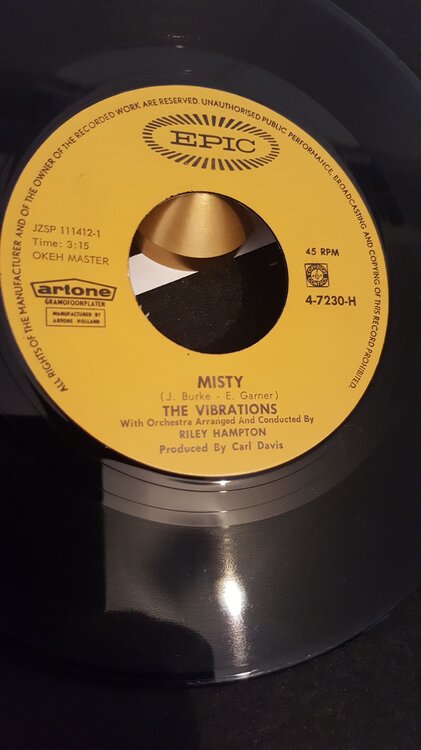 ALL RIGHTS OF THE MANUFACTURER AND OF THE OWNER OF THE RECORDED WORK ARE RESERVED. UNAUTHORISED PUBLIC PERFORMANCE, BROADCASTING AND COPYING OF THIS RECORD PROHIBITED.
EPIC
JZSP 111412-1
Time: 3:15
OKEH MASTER
45 RPM
4-7230-H
artone
GRAMOFOONPLATEN
MANUFACTURED BY
ARTONE HOLLAND
MISTY
(J. Burke - E. Garner)
THE VIBRATIONS
With Orchestra Arranged And Conducted By
RILEY HAMPTON
Produced By Carl Davis